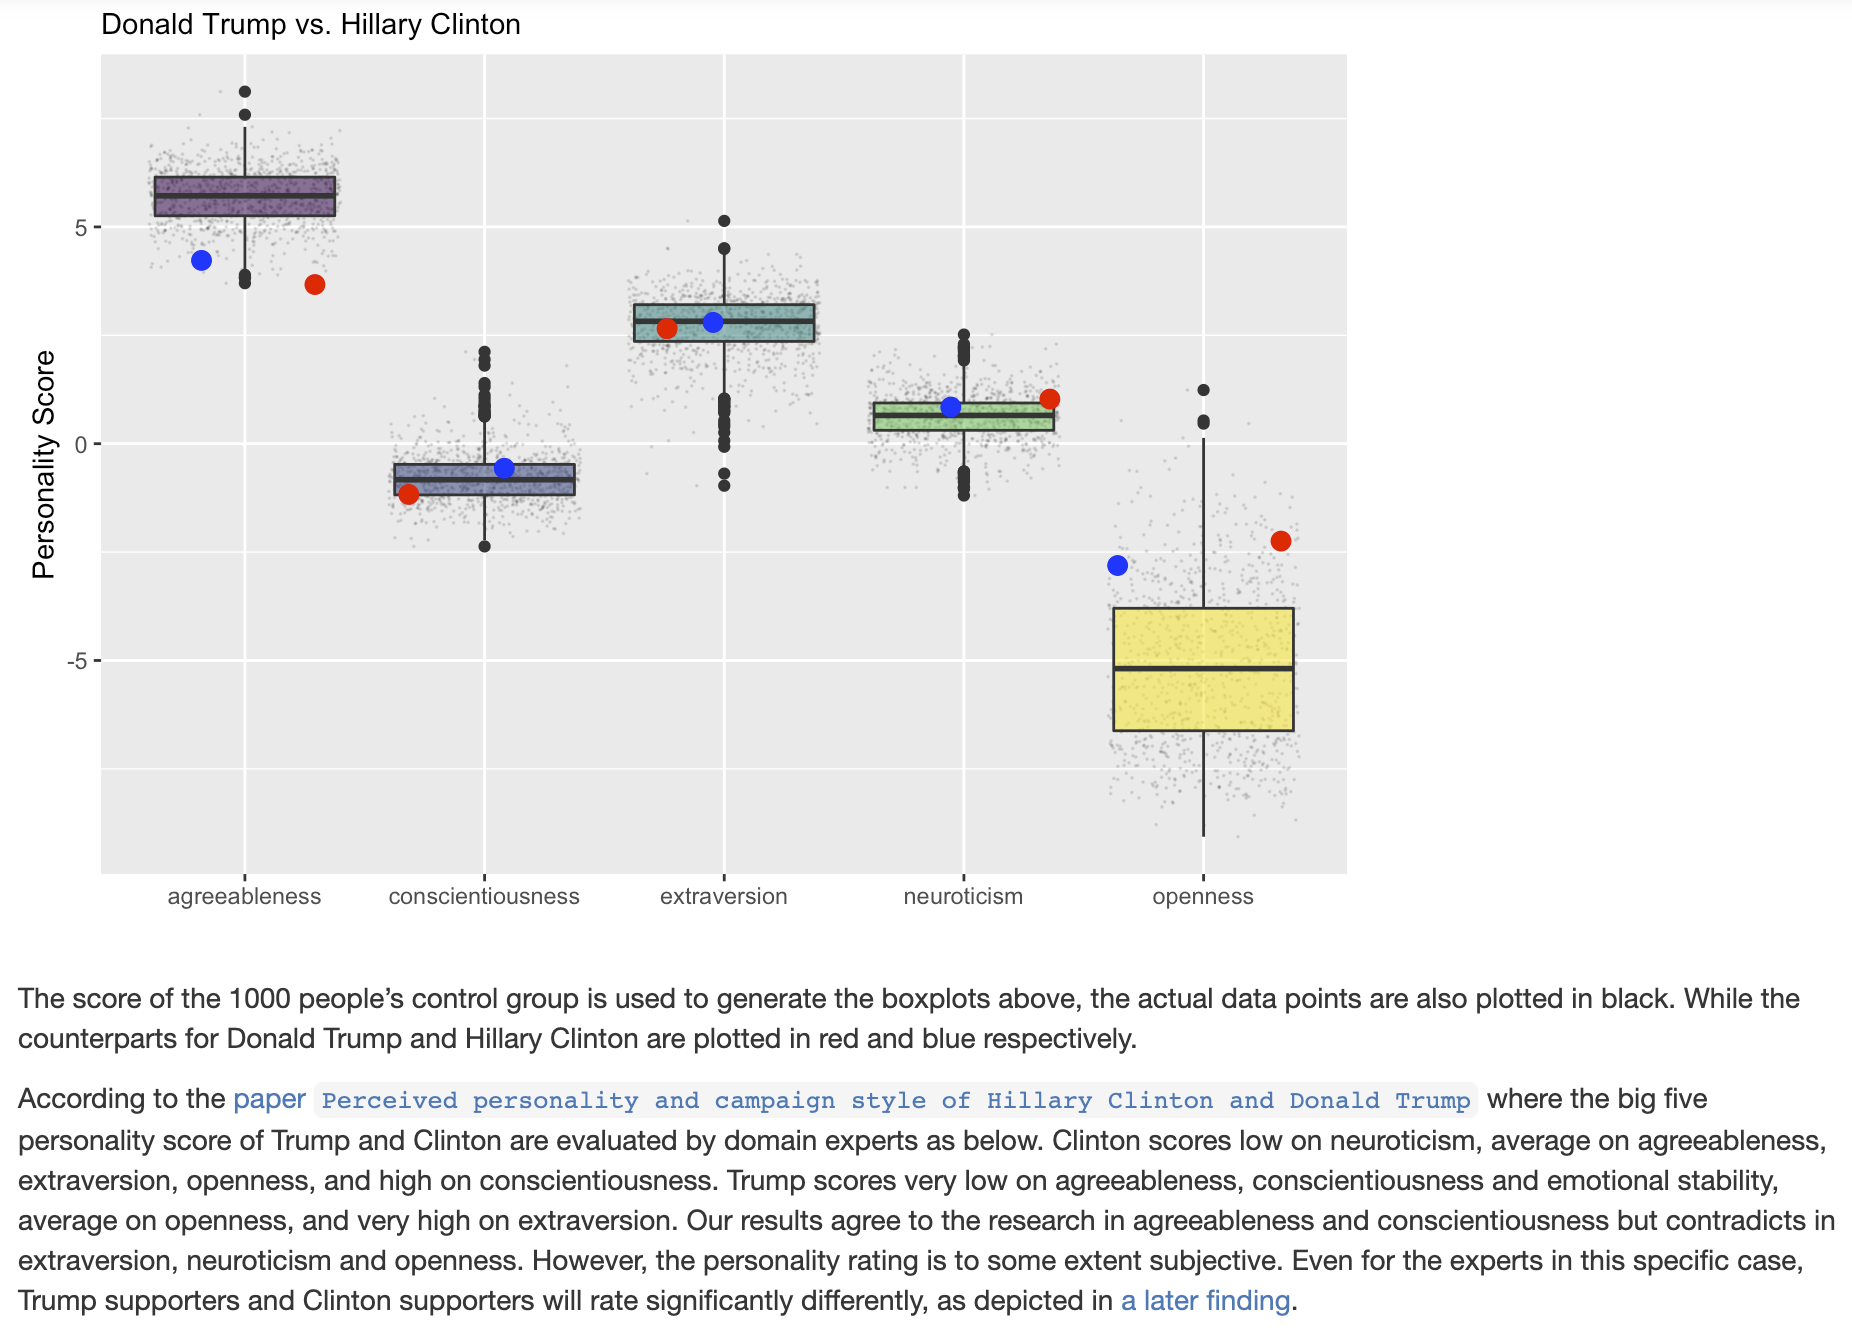 Donald Trump vs. Hillary Clinton
Personality Score
5
0
-5
agreeableness
conscientiousness
extraversion
neuroticism
openness
The score of the 1000 people's control group is used to generate the boxplots above, the actual data points are also plotted in black. While the
counterparts for Donald Trump and Hillary Clinton are plotted in red and blue respectively.
According to the paper Perceived personality and campaign style of Hillary Clinton and Donald Trump where the big five
personality score of Trump and Clinton are evaluated by domain experts as below. Clinton scores low on neuroticism, average on agreeableness,
extraversion, openness, and high on conscientiousness. Trump scores very low on agreeableness, conscientiousness and emotional stability,
average on openness, and very high on extraversion. Our results agree to the research in agreeableness and conscientiousness but contradicts in
extraversion, neuroticism and openness. However, the personality rating is to some extent subjective. Even for the experts in this specific case,
Trump supporters and Clinton supporters will rate significantly differently, as depicted in a later finding.